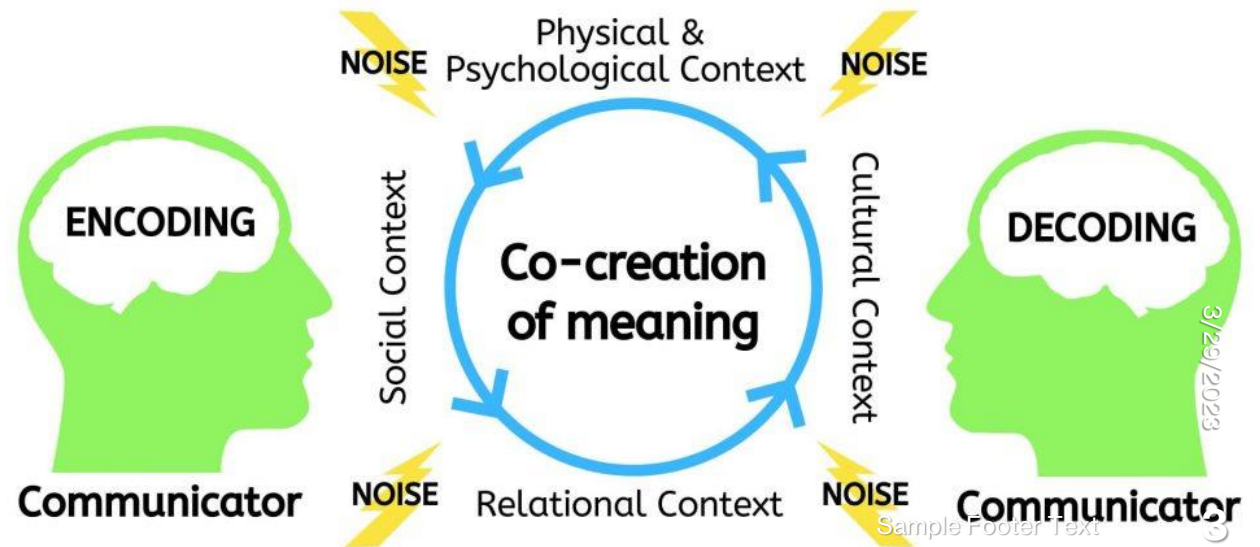 NOISE
Physical &
Psychological Context
NOISE
ENCODING
Social Context
Co-creation
of meaning
Cultural Context
DECODING
3/29/2023
Communicator
NOISE
Relational Context
NOISE
Communicator
Sample Footer Text
3